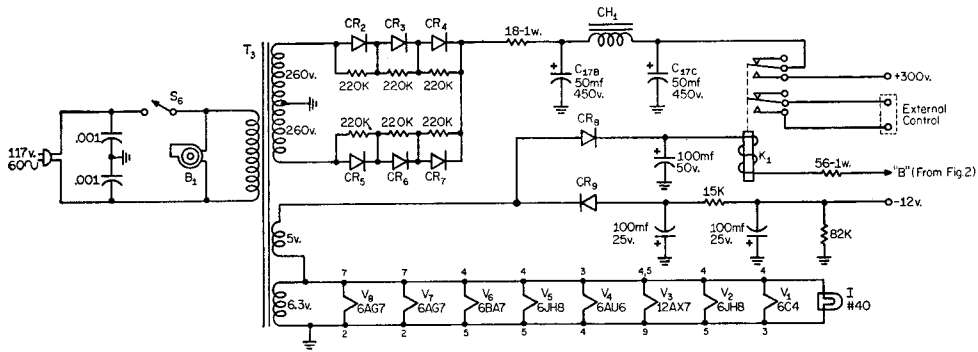 CR2 CR3 CR4
220K 220K 220K
18-1w.
CH1
C17B
50mf
450v.
C17C
50mf
450v.
+300v.
External
Control
T3
260v.
260v.
S6
117v.
60~
.001
.001
B1
220K 220K 220K
CR5 CR6 CR7
CR8
100mf
50v.
K1
56-1w.
"B" (From Fig.2)
CR9
15K
-12v.
100mf
25v.
100mf
25v.
82K
5v.
6.3v.
7 7 4 4 3 4,5 4 4
V8
6AG7
V7
6AG7
V6
6BA7
V5
6JH8
V4
6AU6
V3
12AX7
V2
6JH8
V1
6C4
I
#40
2 2 5 5 4 9 5 3